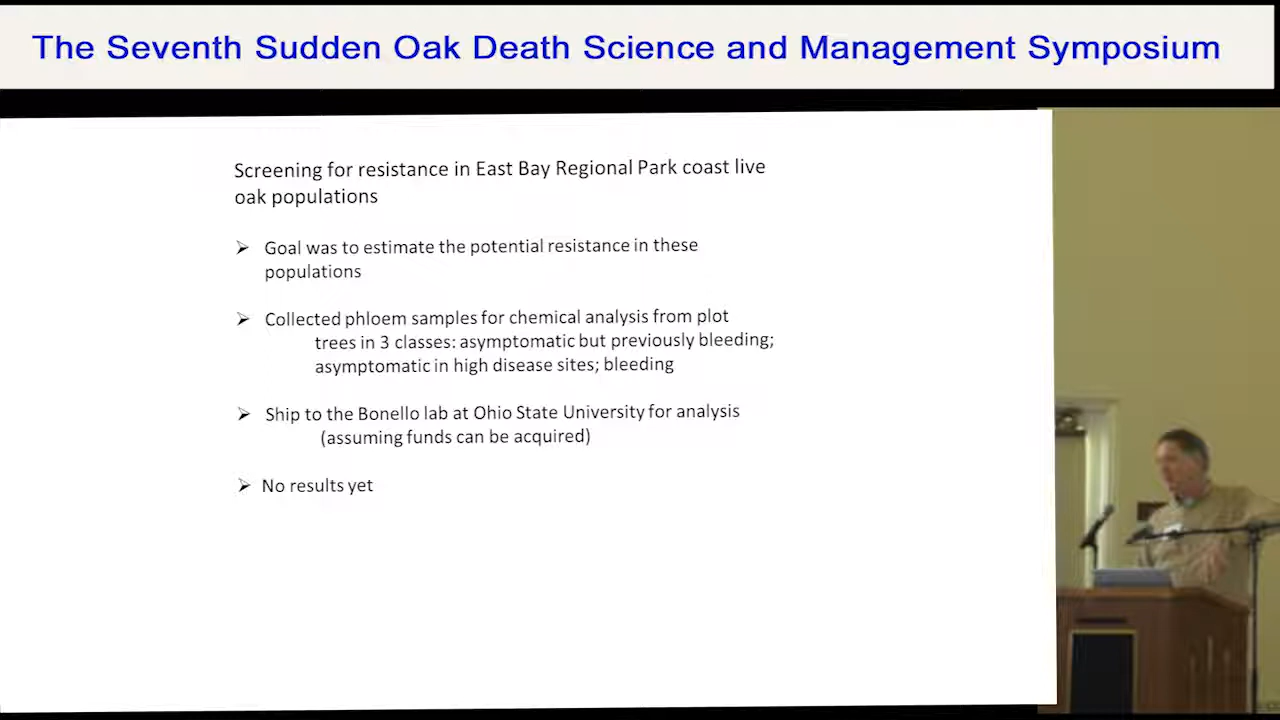 The Seventh Sudden Oak Death Science and Management Symposium
Screening for resistance in East Bay Regional Park coast live
oak populations
➢ Goal was to estimate the potential resistance in these
populations
➢ Collected phloem samples for chemical analysis from plot
trees in 3 classes: asymptomatic but previously bleeding;
asymptomatic in high disease sites; bleeding
➢ Ship to the Bonello lab at Ohio State University for analysis
(assuming funds can be acquired)
➢ No results yet